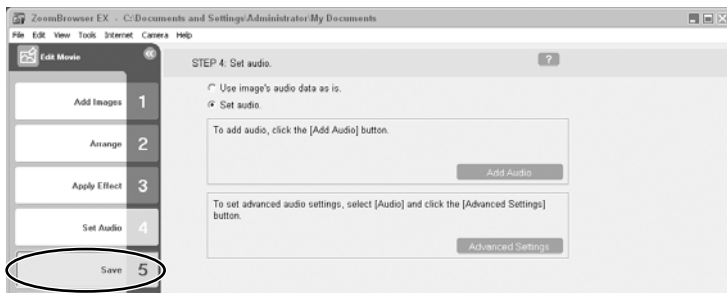 ZoomBrowser EX - C:\Documents and Settings\Administrator\My Documents
File Edit View Tools Internet Camera Help
Edit Movie
STEP 4: Set audio.
?
Use image's audio data as is.
Set audio.
Add Images 1
To add audio, click the [Add Audio] button.
Arrange 2
Add Audio
Apply Effect 3
To set advanced audio settings, select [Audio] and click the [Advanced Settings]
button.
Set Audio 4
Advanced Settings
Save 5